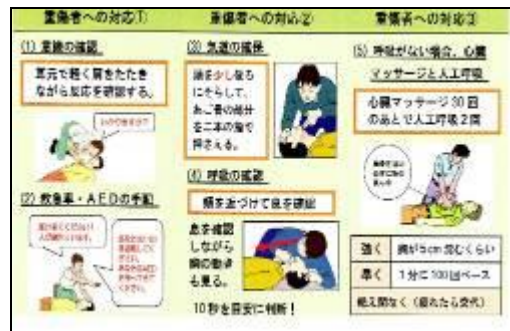 重傷者への対応①
(1) 意識の確認
耳元で軽く肩をたたき
ながら反応を確認する。
(2) 救急車・AEDの手配
重傷者への対応②
(3) 気道の確保
頭を少し後ろ
にそらして、
あご骨の部分
を二本の指で
押さえる。
(4) 呼吸の確認
頬を近づけて息を確認
息を確認
しながら
胸の動き
も見る。
10秒を目安に判断！
重傷者への対応③
(5) 呼吸がない場合、心臓
マッサージと人工呼吸
心臓マッサージ30回
のあとで人工呼吸2回
強く 胸が5cm沈むくらい
早く 1分に100回ペース
絶え間なく（疲れたら交代）